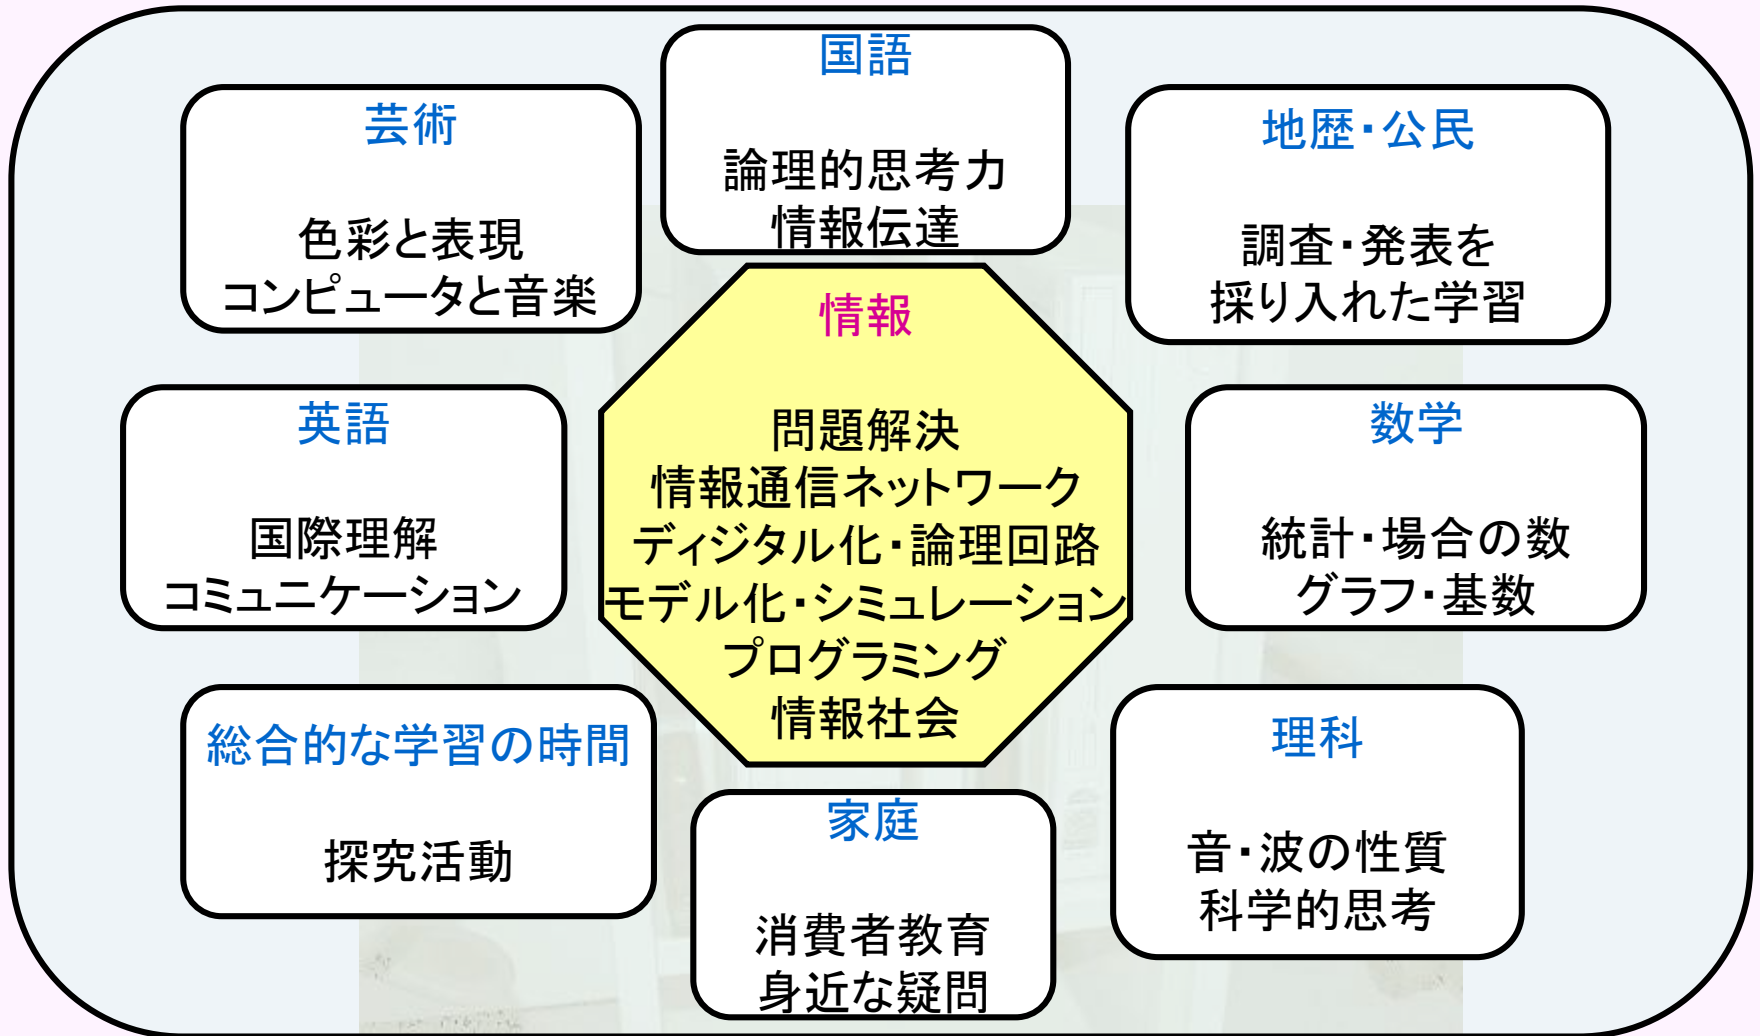 国語
論理的思考力
情報伝達
芸術
色彩と表現
コンピュータと音楽
地歴・公民
調査・発表を
採り入れた学習
情報
問題解決
情報通信ネットワーク
ディジタル化・論理回路
モデル化・シミュレーション
プログラミング
情報社会
英語
国際理解
コミュニケーション
数学
統計・場合の数
グラフ・基数
総合的な学習の時間
探究活動
家庭
消費者教育
身近な疑問
理科
音・波の性質
科学的思考